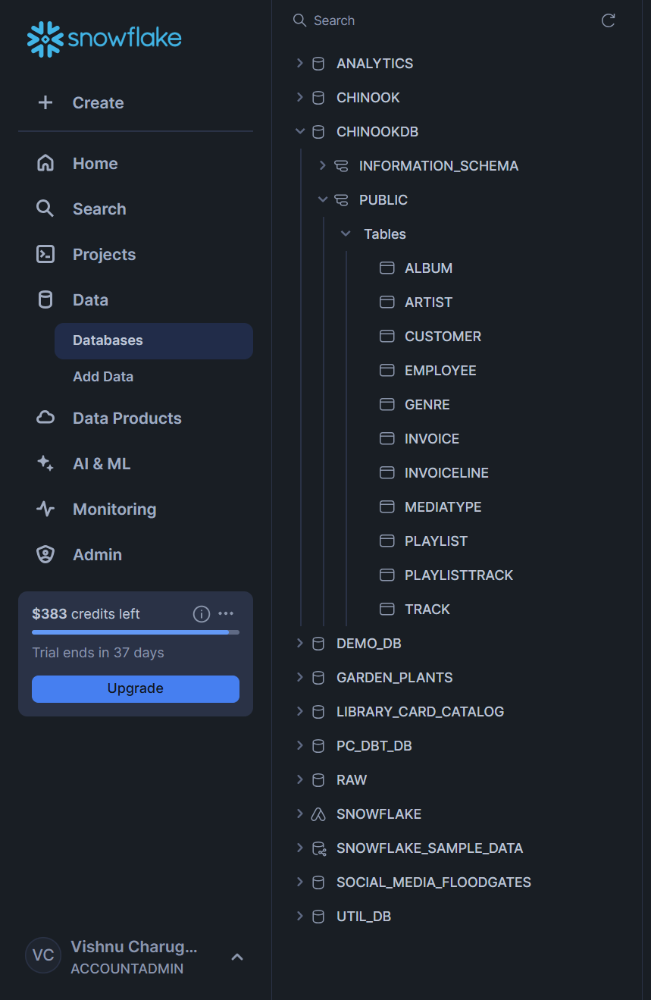 snowflake
Create
Home
Search
Projects
Data
Databases
Add Data
Data Products
AI & ML
Monitoring
Admin
$383 credits left
Trial ends in 37 days
Upgrade
VC
Vishnu Charug...
ACCOUNTADMIN
Search
ANALYTICS
CHINOOK
CHINOOKDB
INFORMATION_SCHEMA
PUBLIC
Tables
ALBUM
ARTIST
CUSTOMER
EMPLOYEE
GENRE
INVOICE
INVOICELINE
MEDIATYPE
PLAYLIST
PLAYLISTTRACK
TRACK
DEMO_DB
GARDEN_PLANTS
LIBRARY_CARD_CATALOG
PC_DBT_DB
RAW
SNOWFLAKE
SNOWFLAKE_SAMPLE_DATA
SOCIAL_MEDIA_FLOODGATES
UTIL_DB